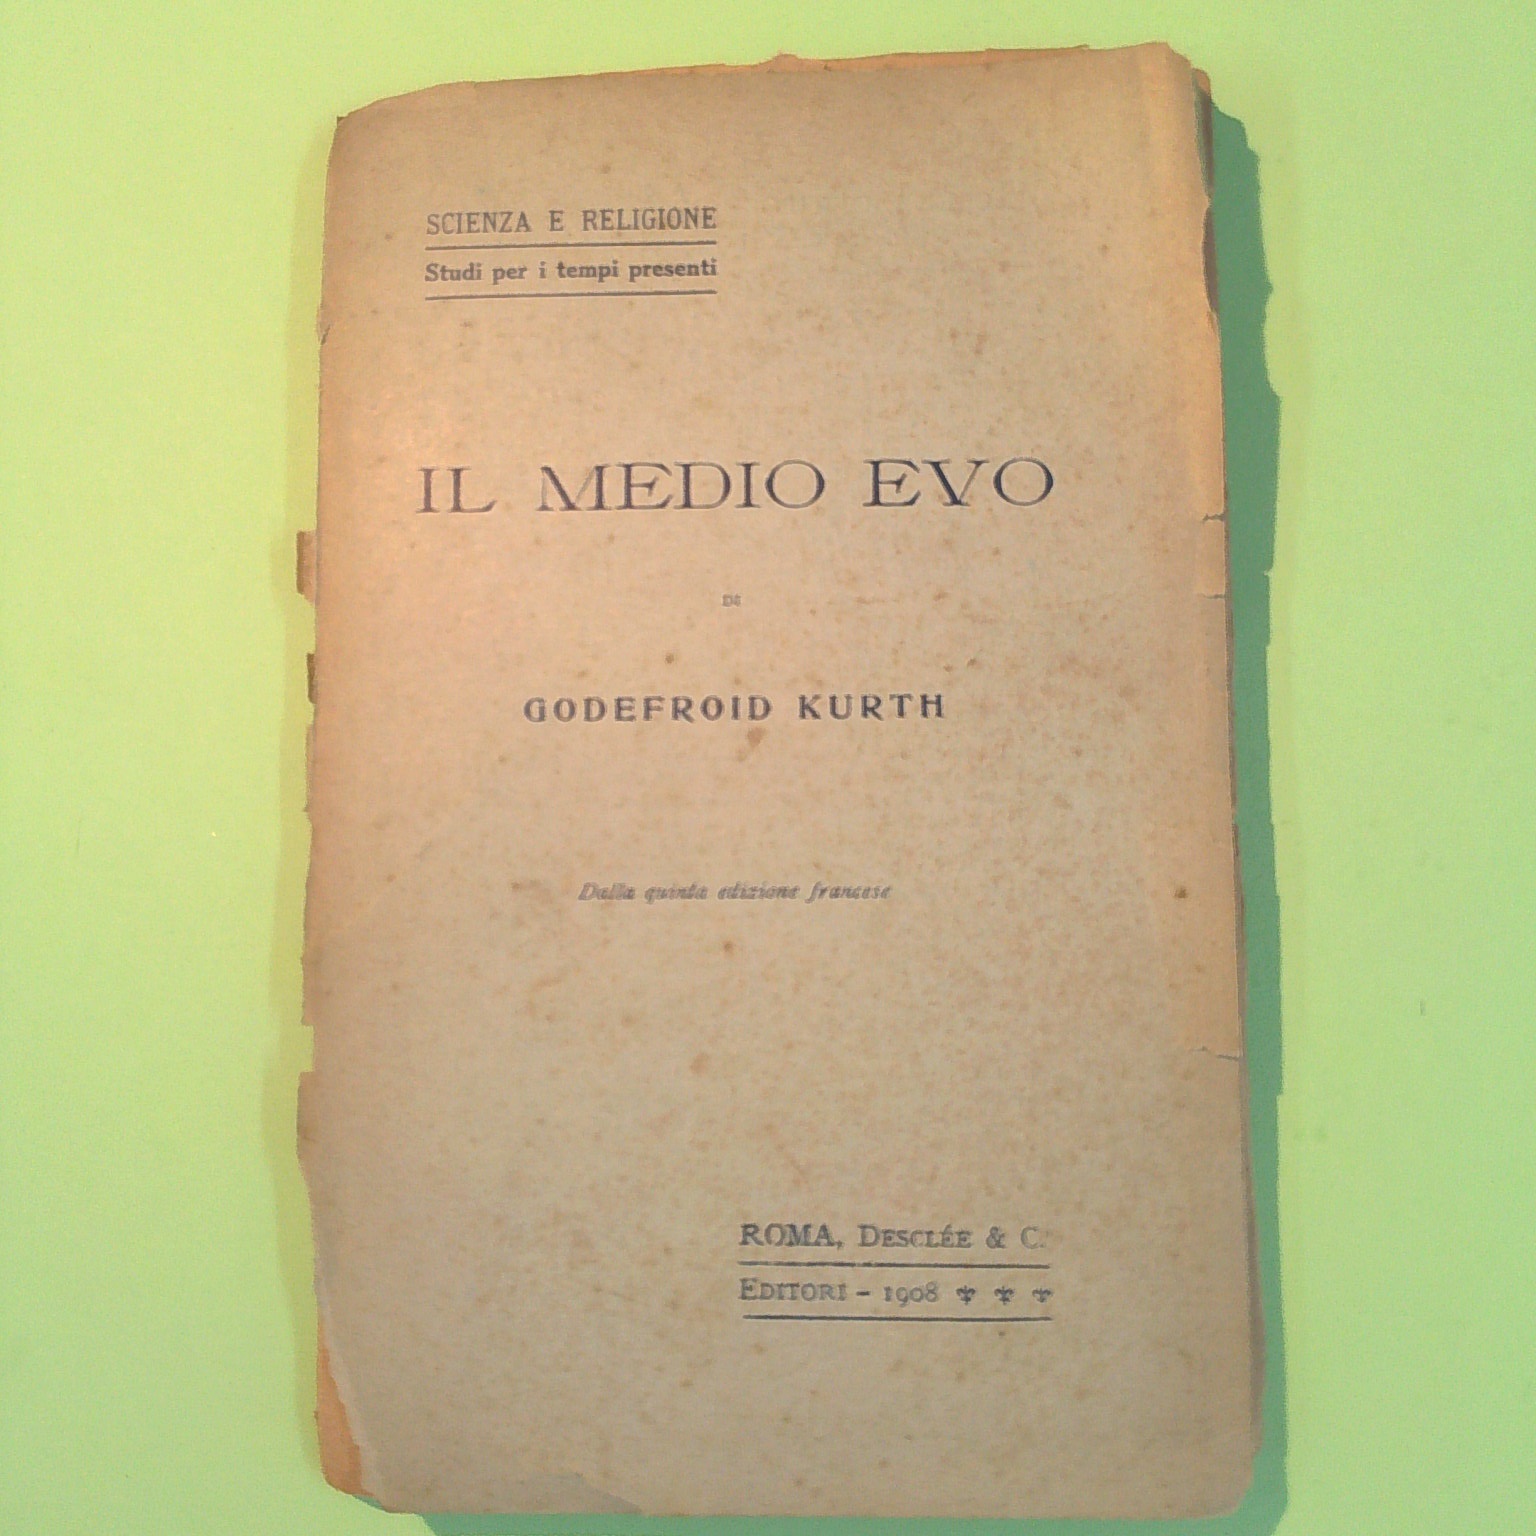 SCIENZA E RELIGIONE
Studi per i tempi presenti
IL MEDIO EVO
DI
GODEFROID KURTH
Dalla quinta edizione francese
ROMA, DESCLÉE & C.
EDITORI - 1908